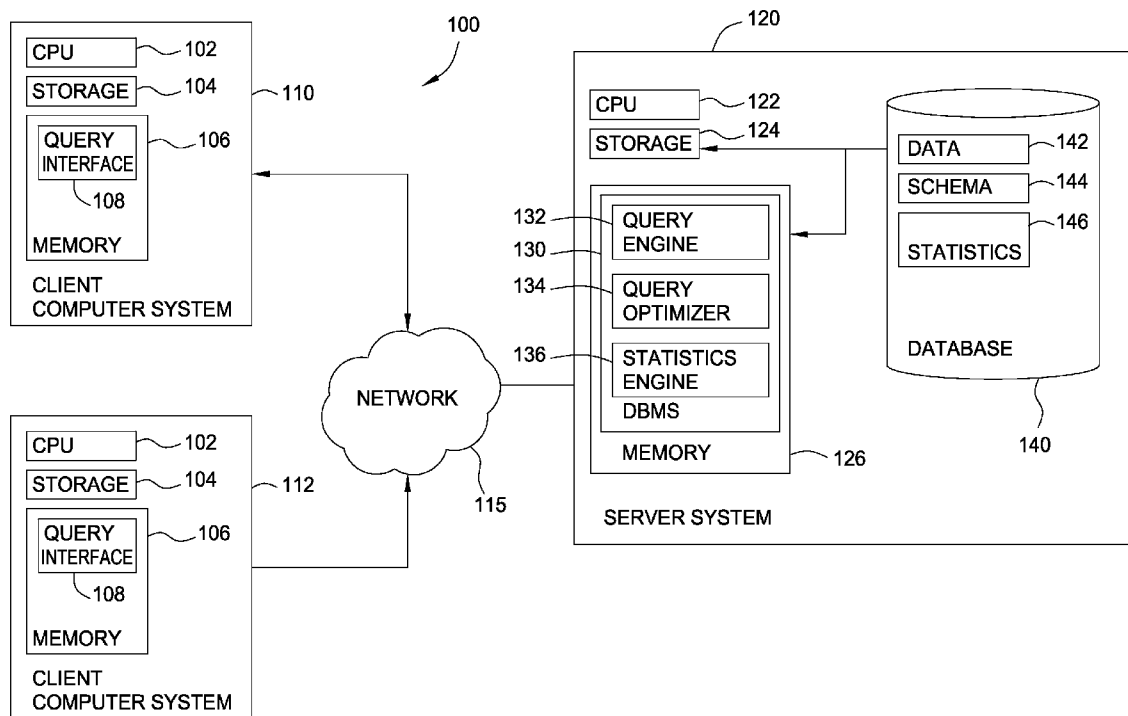 100
CPU
102
STORAGE
104
110
QUERY
INTERFACE
106
108
MEMORY
CLIENT
COMPUTER SYSTEM
CPU
102
STORAGE
104
112
QUERY
INTERFACE
106
108
MEMORY
CLIENT
COMPUTER SYSTEM
NETWORK
115
120
CPU
122
STORAGE
124
132
QUERY
ENGINE
130
134
QUERY
OPTIMIZER
136
STATISTICS
ENGINE
DBMS
MEMORY
126
SERVER SYSTEM
DATA
142
SCHEMA
144
146
STATISTICS
DATABASE
140